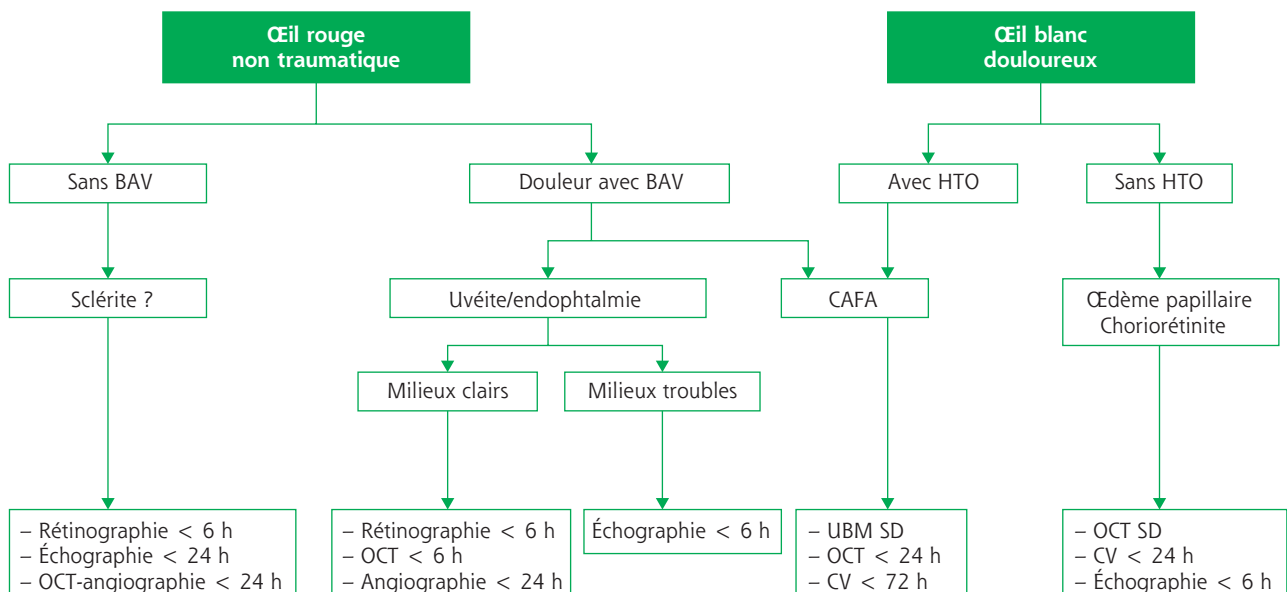 Œil rouge
non traumatique
Œil blanc
douloureux
Sans BAV
Douleur avec BAV
Avec HTO
Sans HTO
Sclérite ?
Uvéite/endophtalmie
CAFA
Œdème papillaire
Choriorétinite
Milieux clairs
Milieux troubles
– Rétinographie < 6 h
– Échographie < 24 h
– OCT-angiographie < 24 h
– Rétinographie < 6 h
– OCT < 6 h
– Angiographie < 24 h
Échographie < 6 h
– UBM SD
– OCT < 24 h
– CV < 72 h
– OCT SD
– CV < 24 h
– Échographie < 6 h